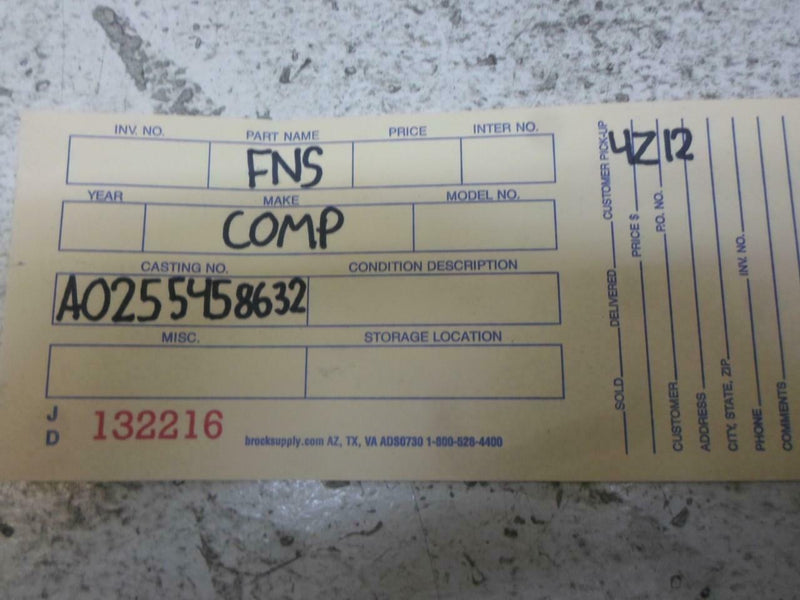 INV. NO. PART NAME PRICE INTER NO.
FNS
YEAR MAKE MODEL NO.
COMP
CASTING NO. CONDITION DESCRIPTION
A0255458632
MISC. STORAGE LOCATION
J D 132216
brocksupply.com AZ, TX, VA ADS0730 1-800-528-4400
4Z12
SOLD DELIVERED CUSTOMER PICK-UP
PRICE $
P.O. NO.
CUSTOMER
ADDRESS
CITY, STATE, ZIP
PHONE INV. NO.
COMMENTS